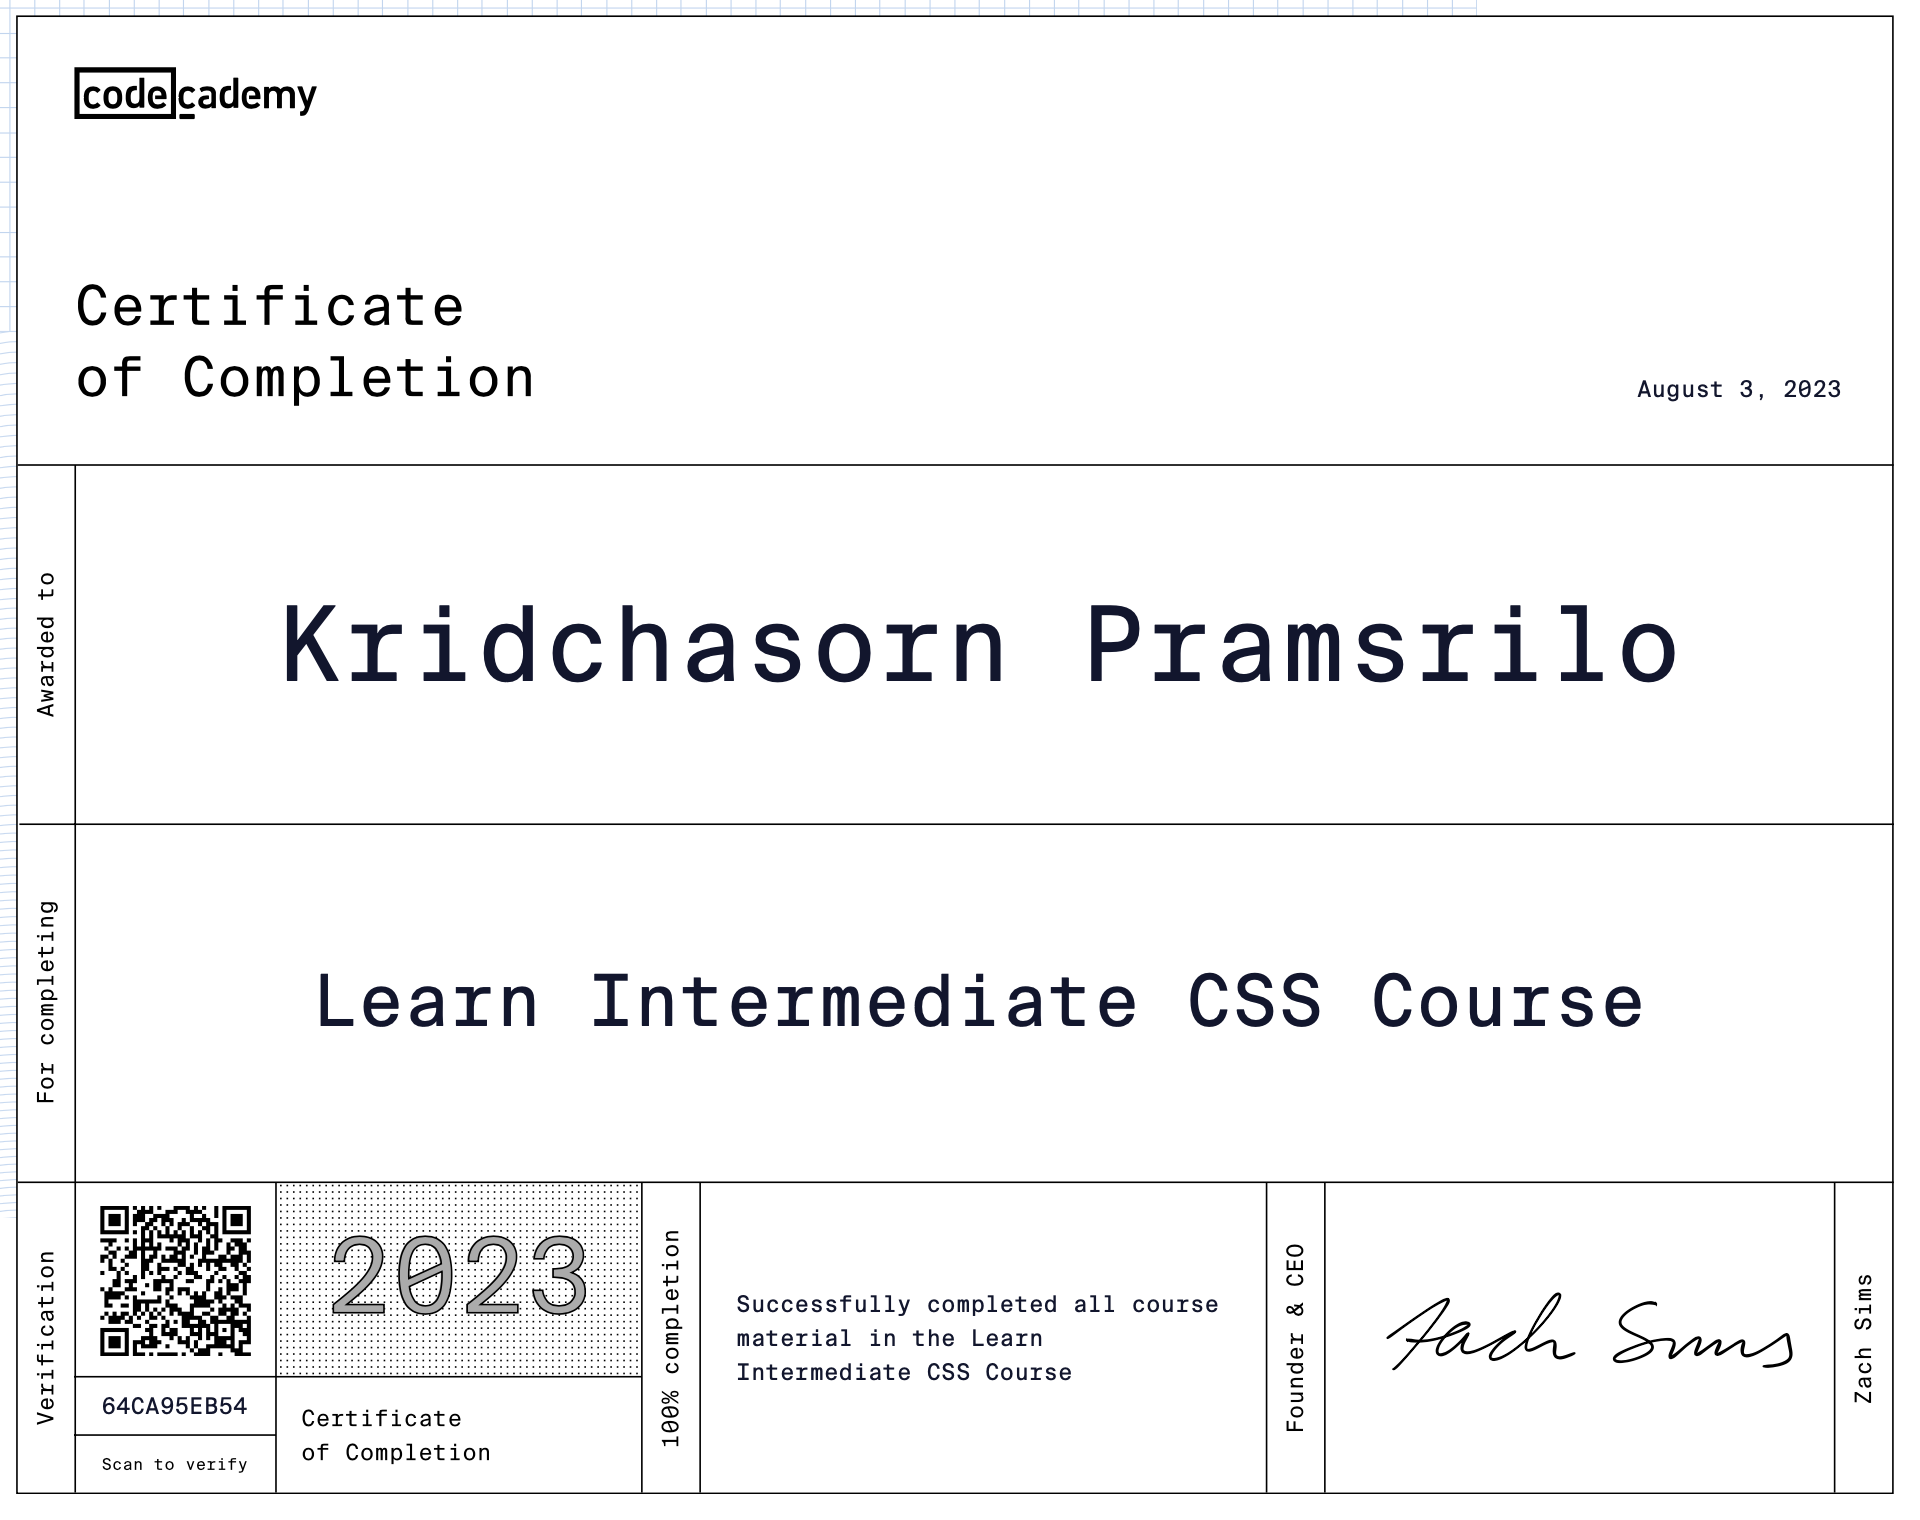 codecademy
Certificate
of Completion
August 3, 2023
Awarded to
Kridchasorn Pramsrilo
For completing
Learn Intermediate CSS Course
Verification
64CA95EB54
Scan to verify
2023
Certificate
of Completion
100% completion
Successfully completed all course
material in the Learn
Intermediate CSS Course
Founder & CEO
Zach Sims
Zach Sims